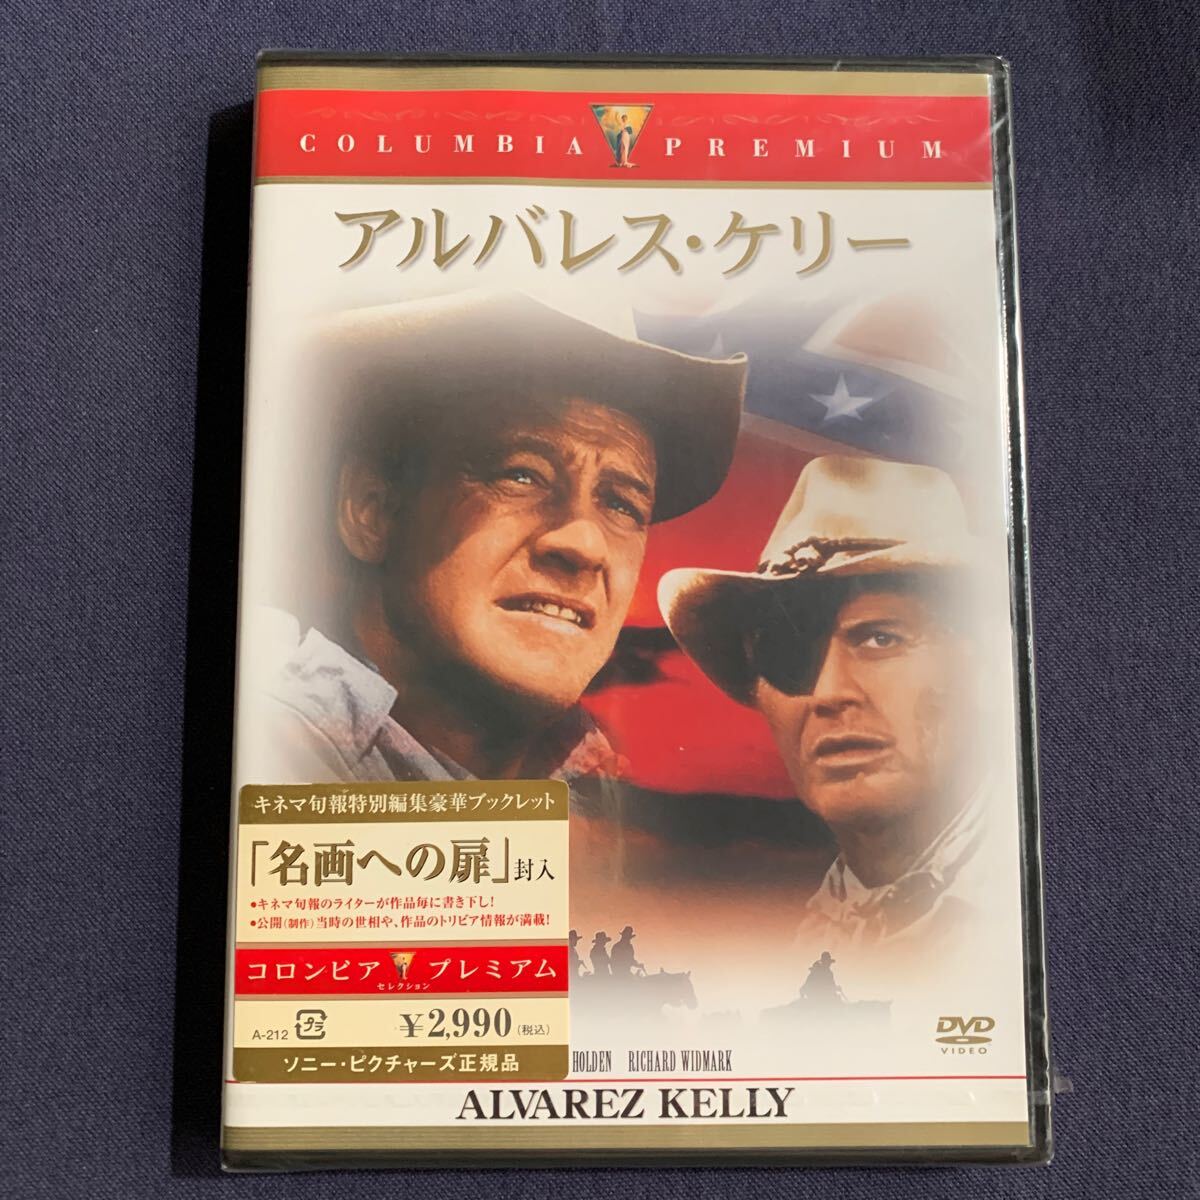 COLUMBIA PREMIUM
アルバレス・ケリー
キネマ旬報特別編集豪華ブックレット
「名画への扉」封入
•キネマ旬報のライターが作品毎に書き下し!
•公開(制作)当時の世相や、作品のトリビア情報が満載!
コロンビア プレミアム
セレクション
A-212 プラ ¥2,990(税込)
ソニー・ピクチャーズ正規品
DVD
VIDEO
HOLDEN RICHARD WIDMARK
ALVAREZ KELLY